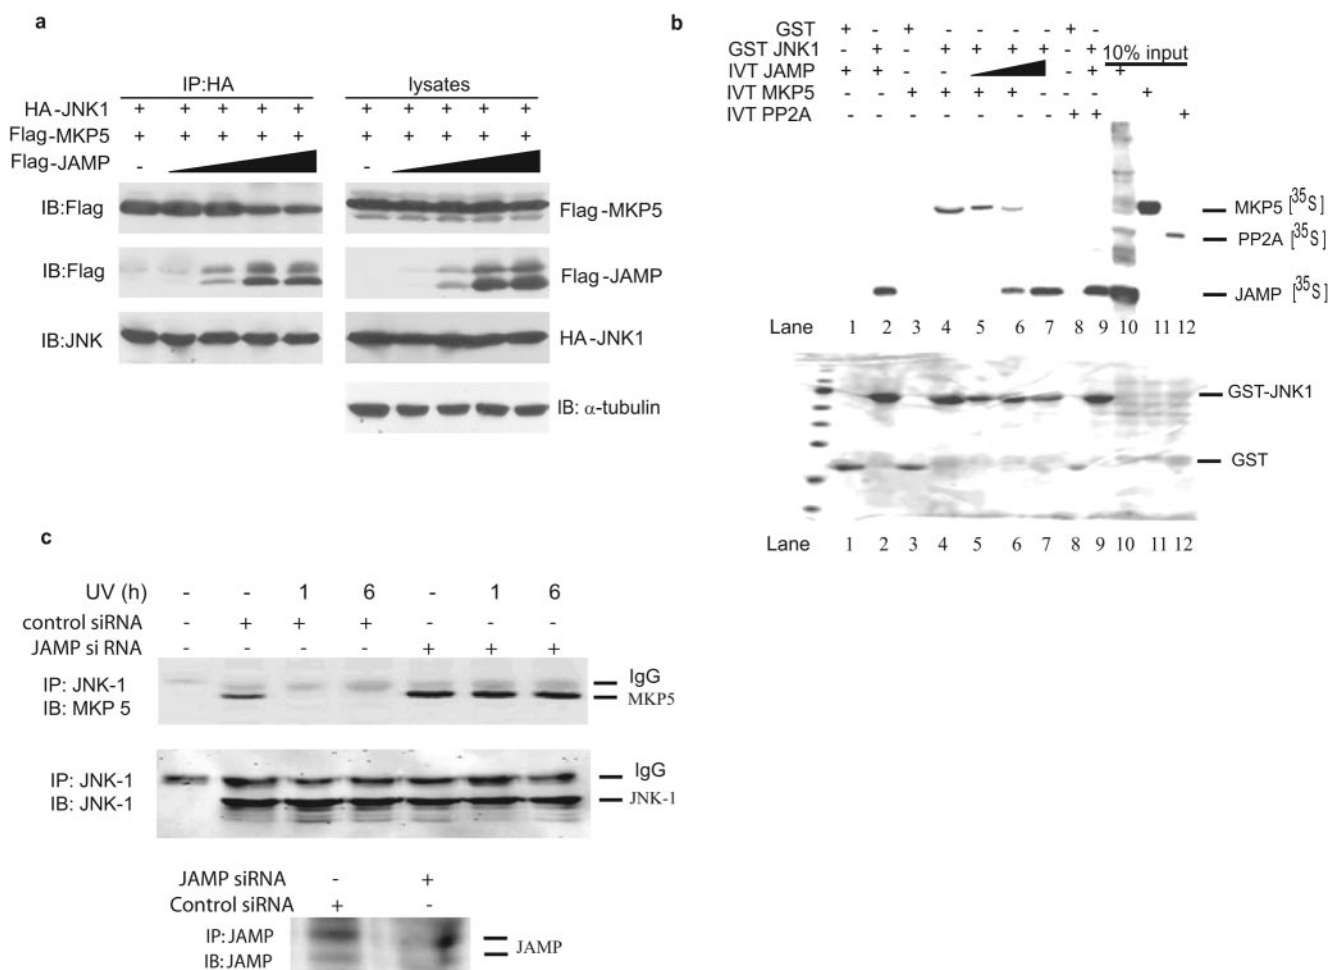 a
IP:HA
lysates
HA-JNK1 + + + + + + + + + +
Flag-MKP5 + + + + + + + + + +
Flag-JAMP - -
IB:Flag Flag-MKP5
IB:Flag Flag-JAMP
IB:JNK HA-JNK1
IB: α-tubulin
b
GST + - + - - - - + -
GST JNK1 - + - + + + + - +
10% input
IVT JAMP + + - - - + +
IVT MKP5 - - + + + + - - - +
IVT PP2A - - - - - - - + + +
MKP5 [35S]
PP2A [35S]
JAMP [35S]
Lane 1 2 3 4 5 6 7 8 9 10 11 12
GST-JNK1
GST
Lane 1 2 3 4 5 6 7 8 9 10 11 12
c
UV (h) - - 1 6 - 1 6
control siRNA - + + + - - -
JAMP si RNA - - - - + + +
IP: JNK-1
IB: MKP 5
IgG
MKP5
IP: JNK-1
IB: JNK-1
IgG
JNK-1
JAMP siRNA - +
Control siRNA + -
IP: JAMP
IB: JAMP
JAMP